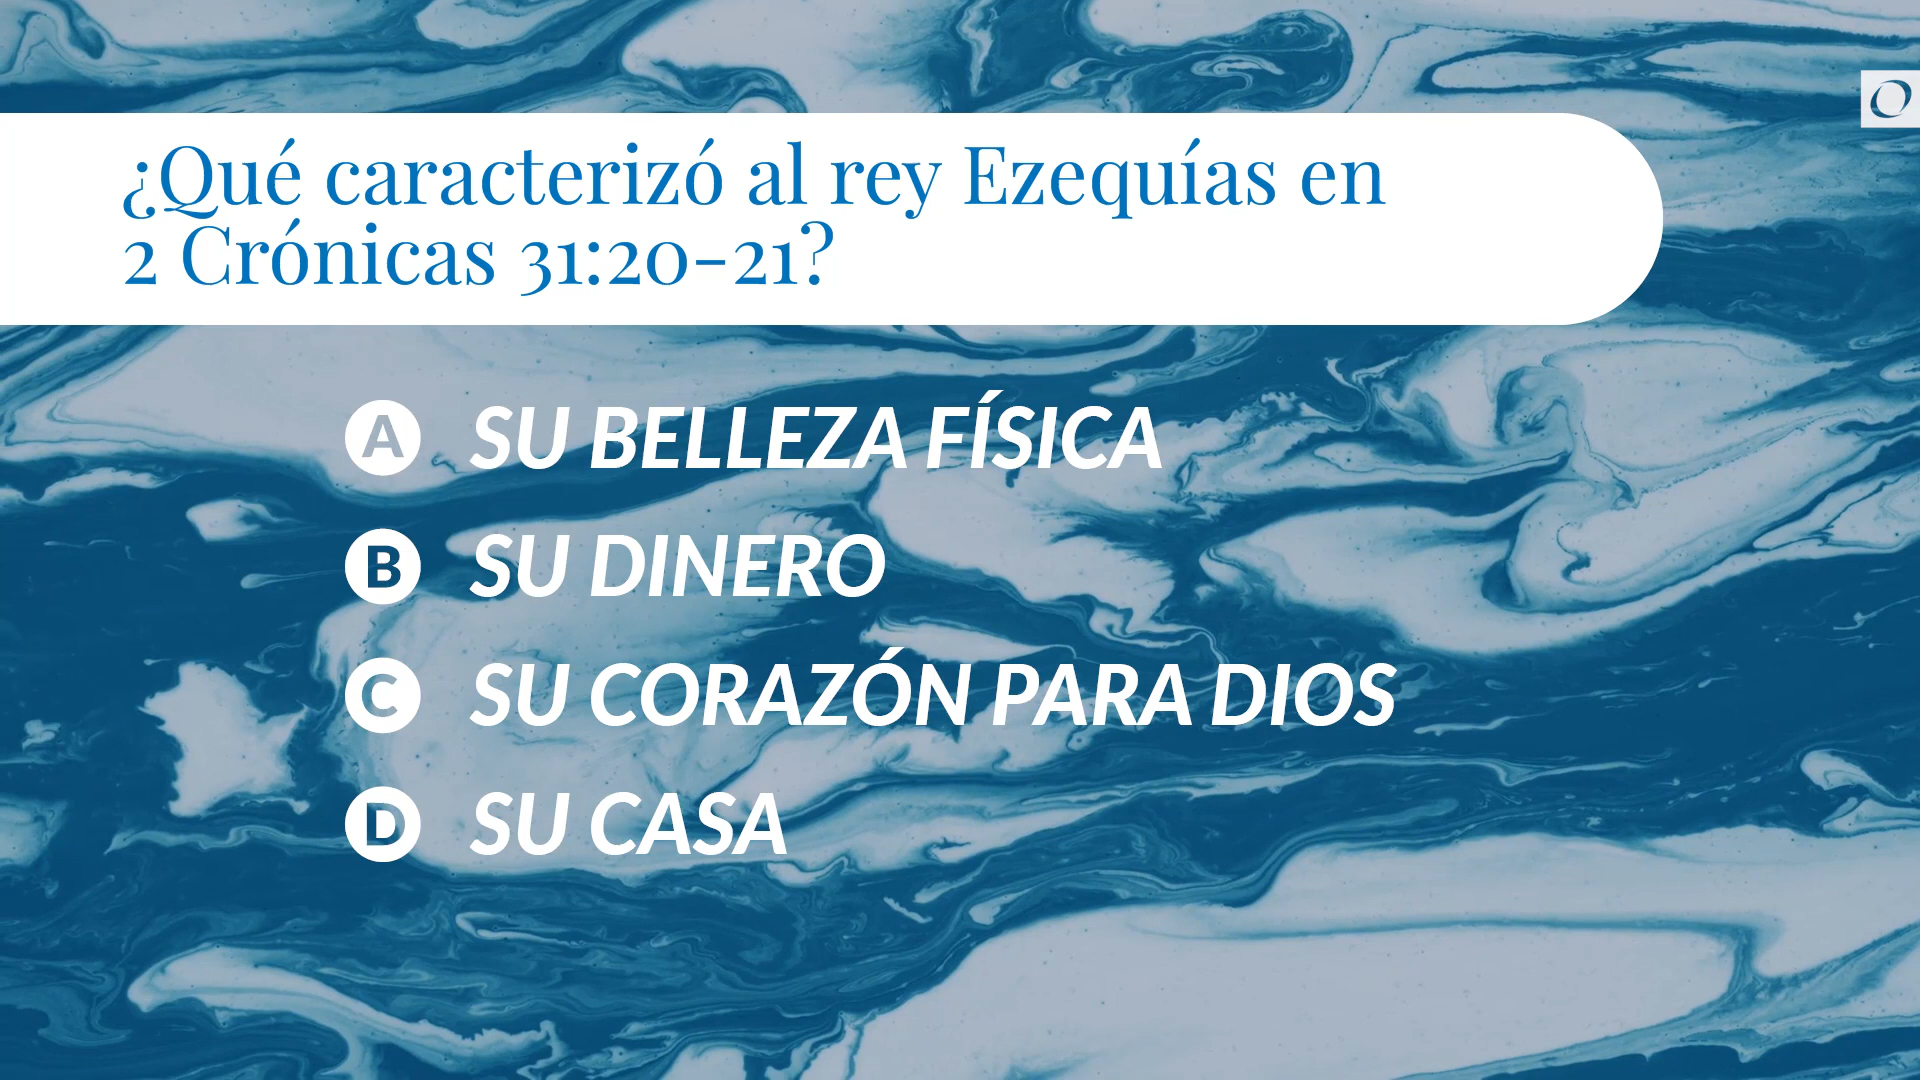 ¿Qué caracterizó al rey Ezequías en
2 Crónicas 31:20-21?
A SU BELLEZA FÍSICA
B SU DINERO
C SU CORAZÓN PARA DIOS
D SU CASA